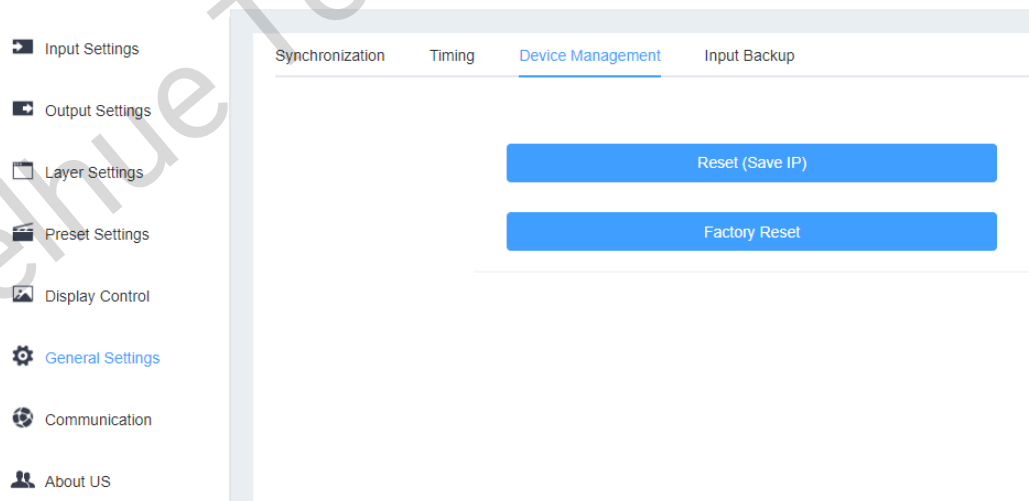 Input Settings
Output Settings
Layer Settings
Preset Settings
Display Control
General Settings
Communication
About US
Synchronization Timing Device Management Input Backup
Reset (Save IP)
Factory Reset